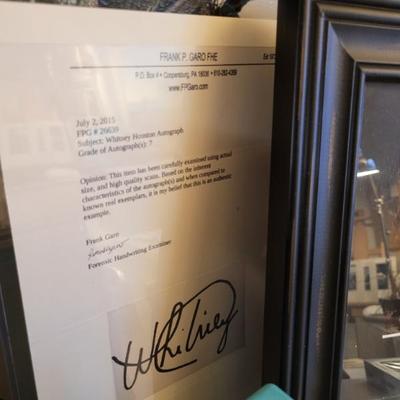 FRANK P. GARO FHE
P.O. Box # • Coopersburg, PA 18036 • 610-282-4399
www.FPGaro.com
July 2, 2015
FPG # 26639
Subject: Whitney Houston Autograph
Grade of Autograph(s): 7
Opinion: This item has been carefully examined using actual
size, and high quality scans. Based on the inherent
characteristics of the autograph(s) and when compared to
known real exemplars, it is my belief that this is an authentic
example.
Frank Garo
Forensic Handwriting Examiner
Whitney